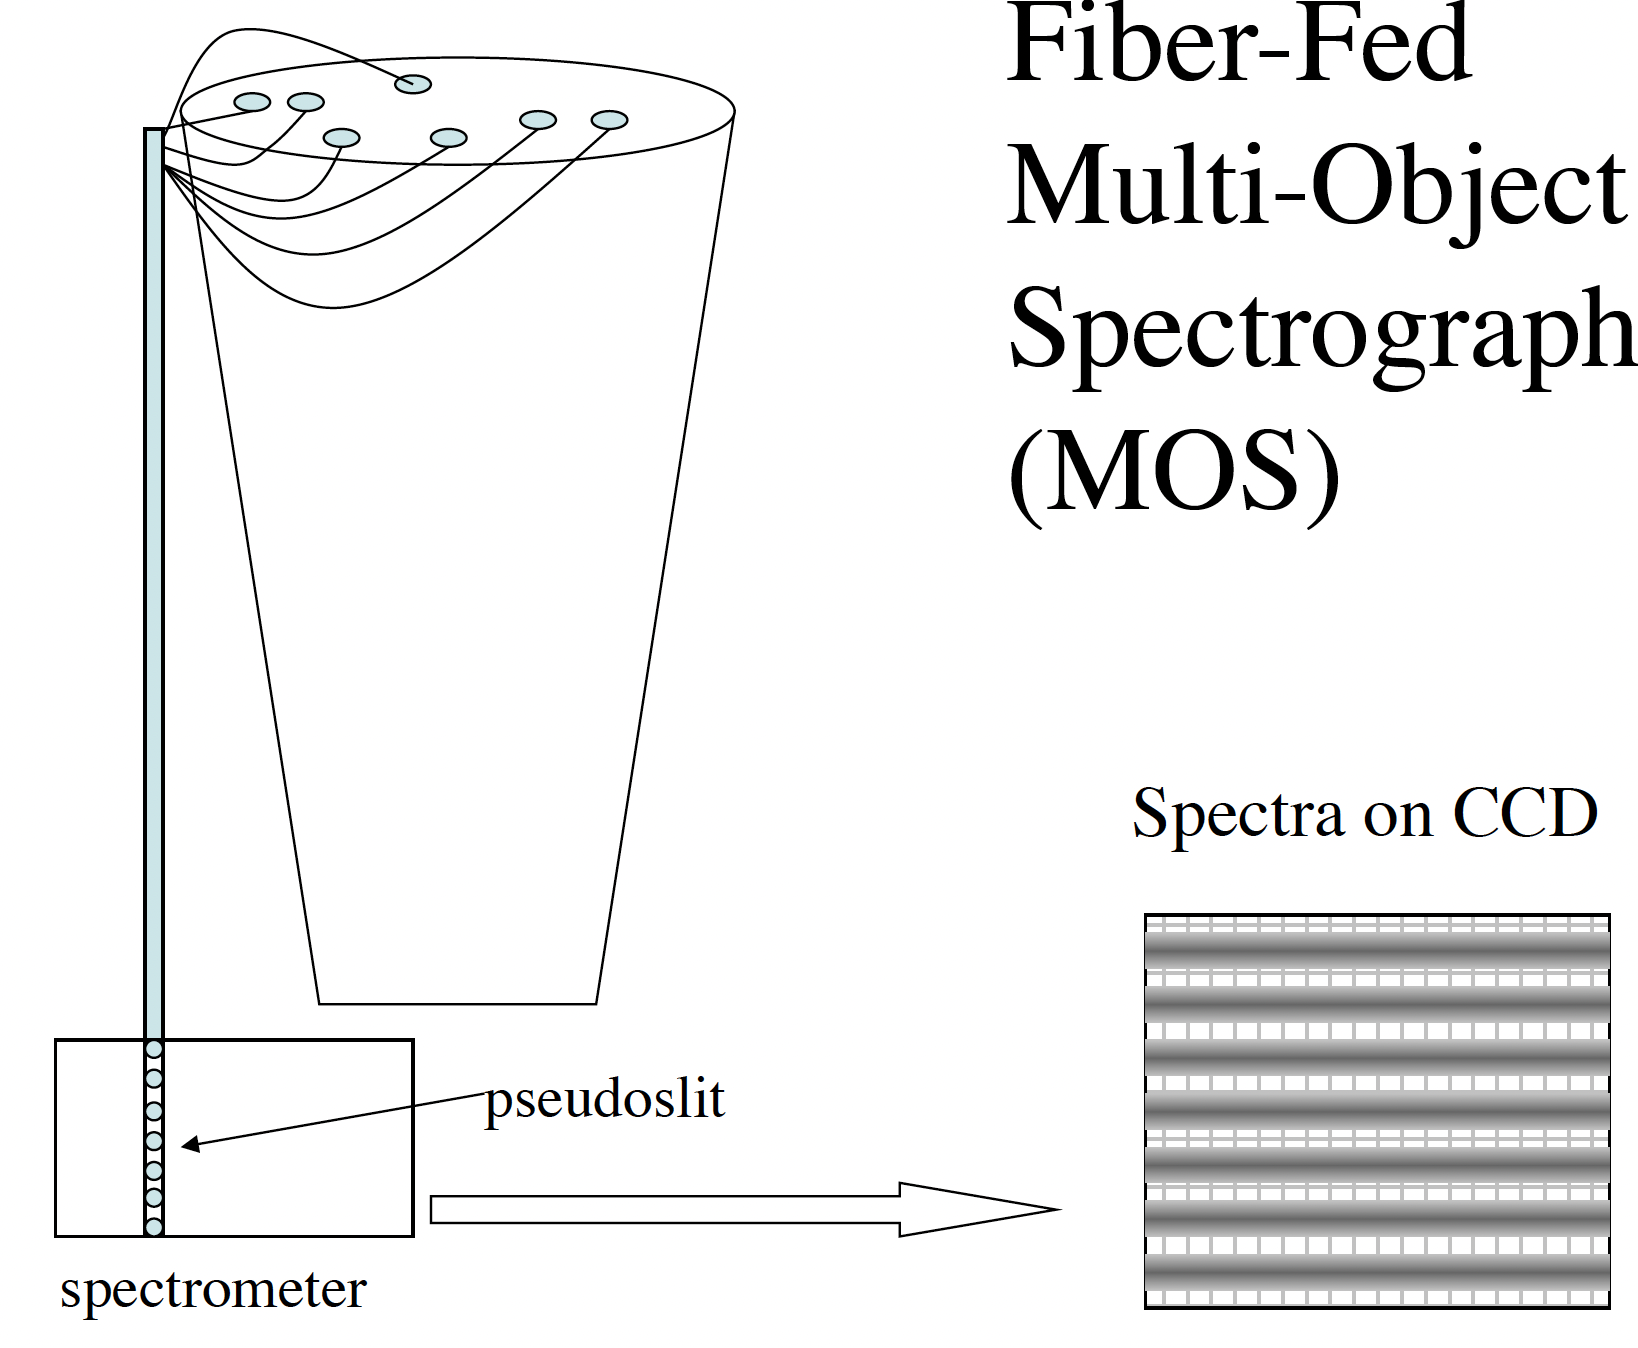 Fiber-Fed
Multi-Object
Spectrograph
(MOS)
Spectra on CCD
pseudoslit
spectrometer